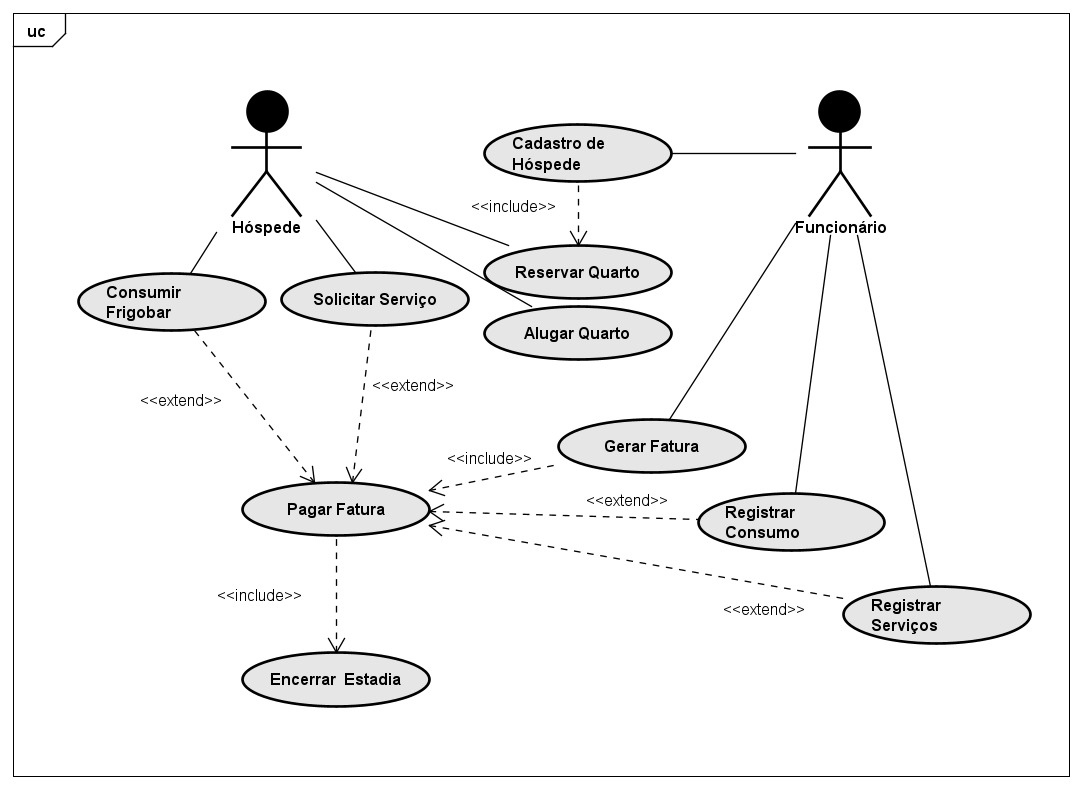 uc
Cadastro de
Hóspede
<<include>>
Hóspede
Funcionário
Reservar Quarto
Consumir
Frigobar
Solicitar Serviço
Alugar Quarto
<<extend>>
<<extend>>
Gerar Fatura
<<include>>
<<extend>>
Pagar Fatura
Registrar
Consumo
<<include>>
<<extend>>
Registrar
Serviços
Encerrar  Estadia